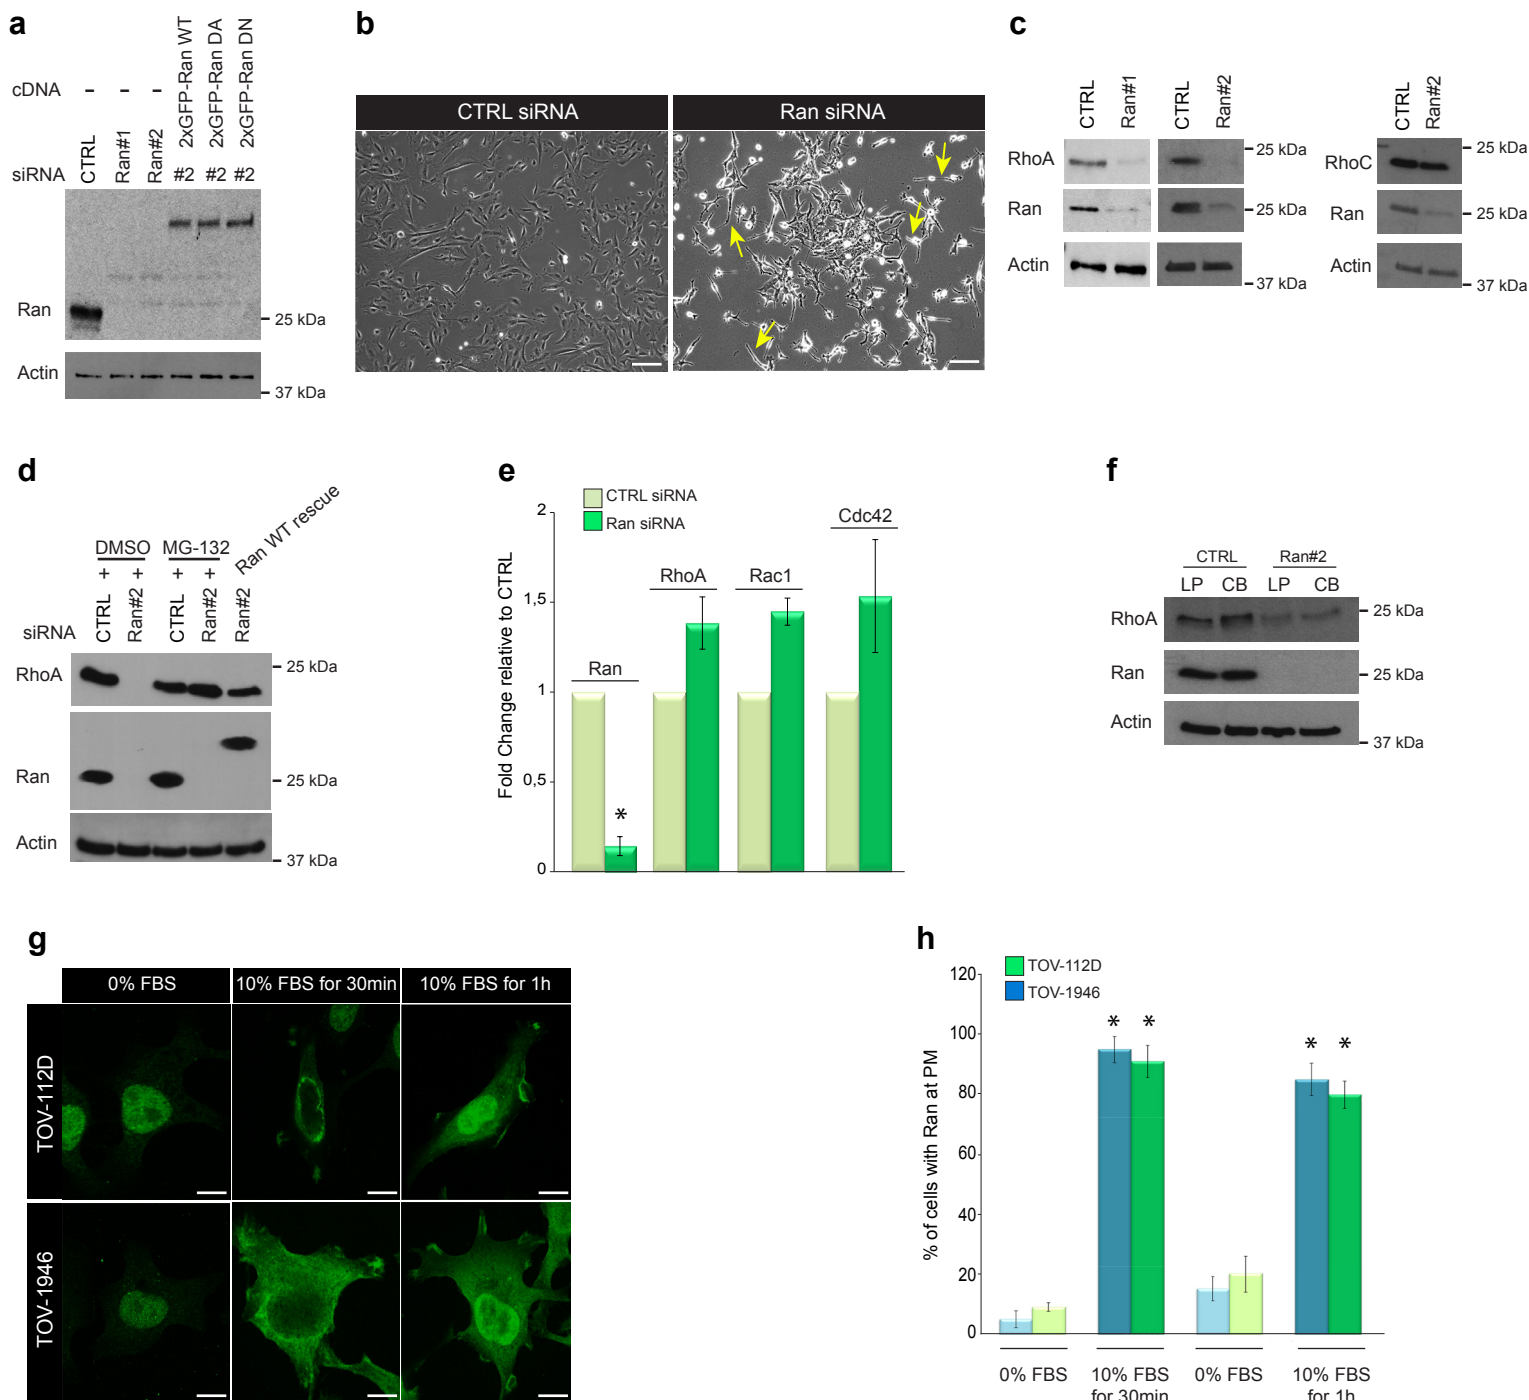 a
cDNA - - - 2xGFP-Ran WT 2xGFP-Ran DA 2xGFP-Ran DN
siRNA CTRL Ran#1 Ran#2 #2 #2 #2
Ran
25 kDa
Actin
37 kDa
b
CTRL siRNA Ran siRNA
c
CTRL Ran#1 CTRL Ran#2 CTRL Ran#2
RhoA 25 kDa RhoC 25 kDa
Ran 25 kDa Ran 25 kDa
Actin 37 kDa Actin 37 kDa
d
DMSO MG-132 Ran WT rescue
siRNA CTRL + Ran#2 + CTRL + Ran#2 + Ran#2
RhoA 25 kDa
Ran 25 kDa
Actin 37 kDa
e
CTRL siRNA
Ran siRNA
Fold Change relative to CTRL
2
1,5
1
0,5
0
Ran
*
RhoA
Rac1
Cdc42
f
CTRL Ran#2
LP CB LP CB
RhoA 25 kDa
Ran 25 kDa
Actin 37 kDa
g
0% FBS 10% FBS for 30min 10% FBS for 1h
TOV-112D
TOV-1946
h
TOV-112D
TOV-1946
% of cells with Ran at PM
120
100
80
60
40
20
0
* * * *
0% FBS 10% FBS for 30min 0% FBS 10% FBS for 1h